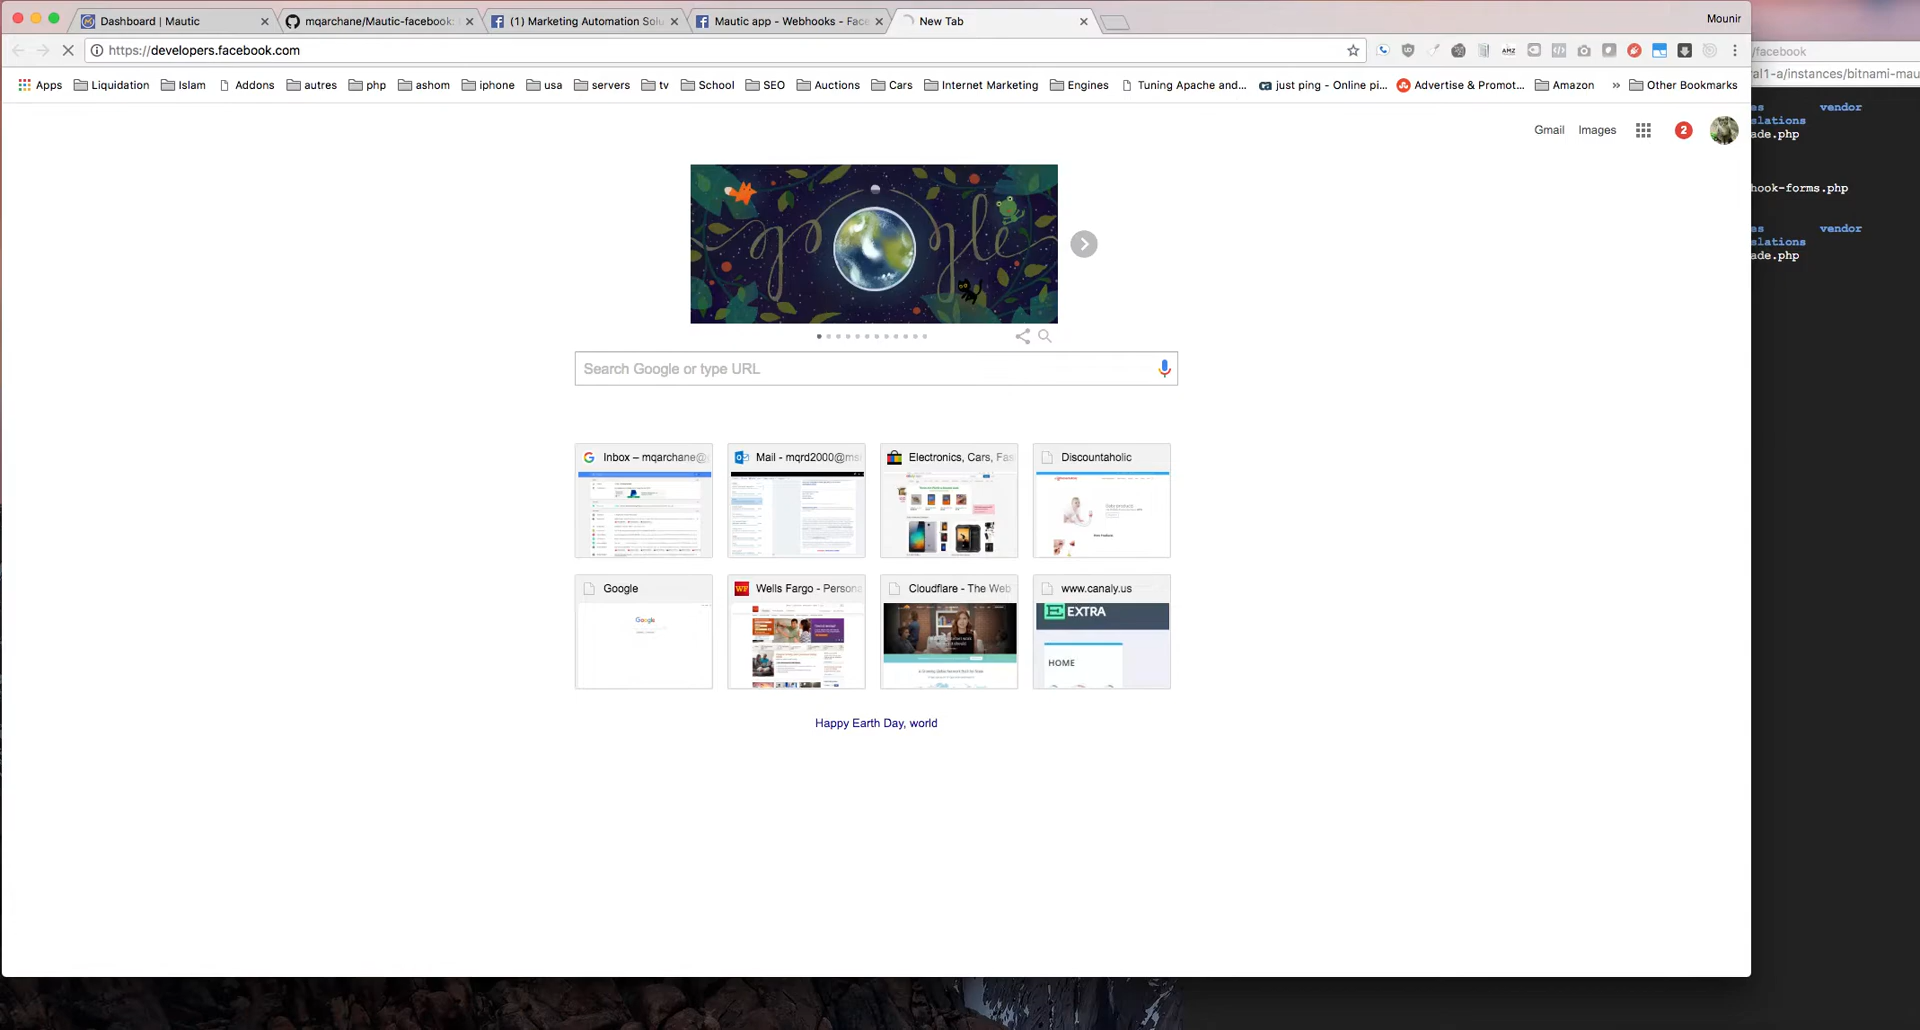 Dashboard | Mautic
mqarchane/Mautic-facebook:
(1) Marketing Automation Solu
Mautic app - Webhooks - Face
New Tab
Mounir
https://developers.facebook.com
/facebook
Apps
Liquidation
Islam
Addons
autres
php
ashom
iphone
usa
servers
tv
School
SEO
Auctions
Cars
Internet Marketing
Engines
Tuning Apache and...
just ping - Online pi...
Advertise & Promot...
Amazon
»
Other Bookmarks
al1-a/instances/bitnami-mau
es vendor
slations
ade.php
hook-forms.php
es vendor
slations
ade.php
Gmail
Images
2
Google
Search Google or type URL
Inbox – mqarchane@
Mail - mqrd2000@ms
Electronics, Cars, Fas
Discountaholic
Google
Google
Wells Fargo - Persona
Cloudflare - The Web
www.canaly.us
EXTRA
HOME
Happy Earth Day, world